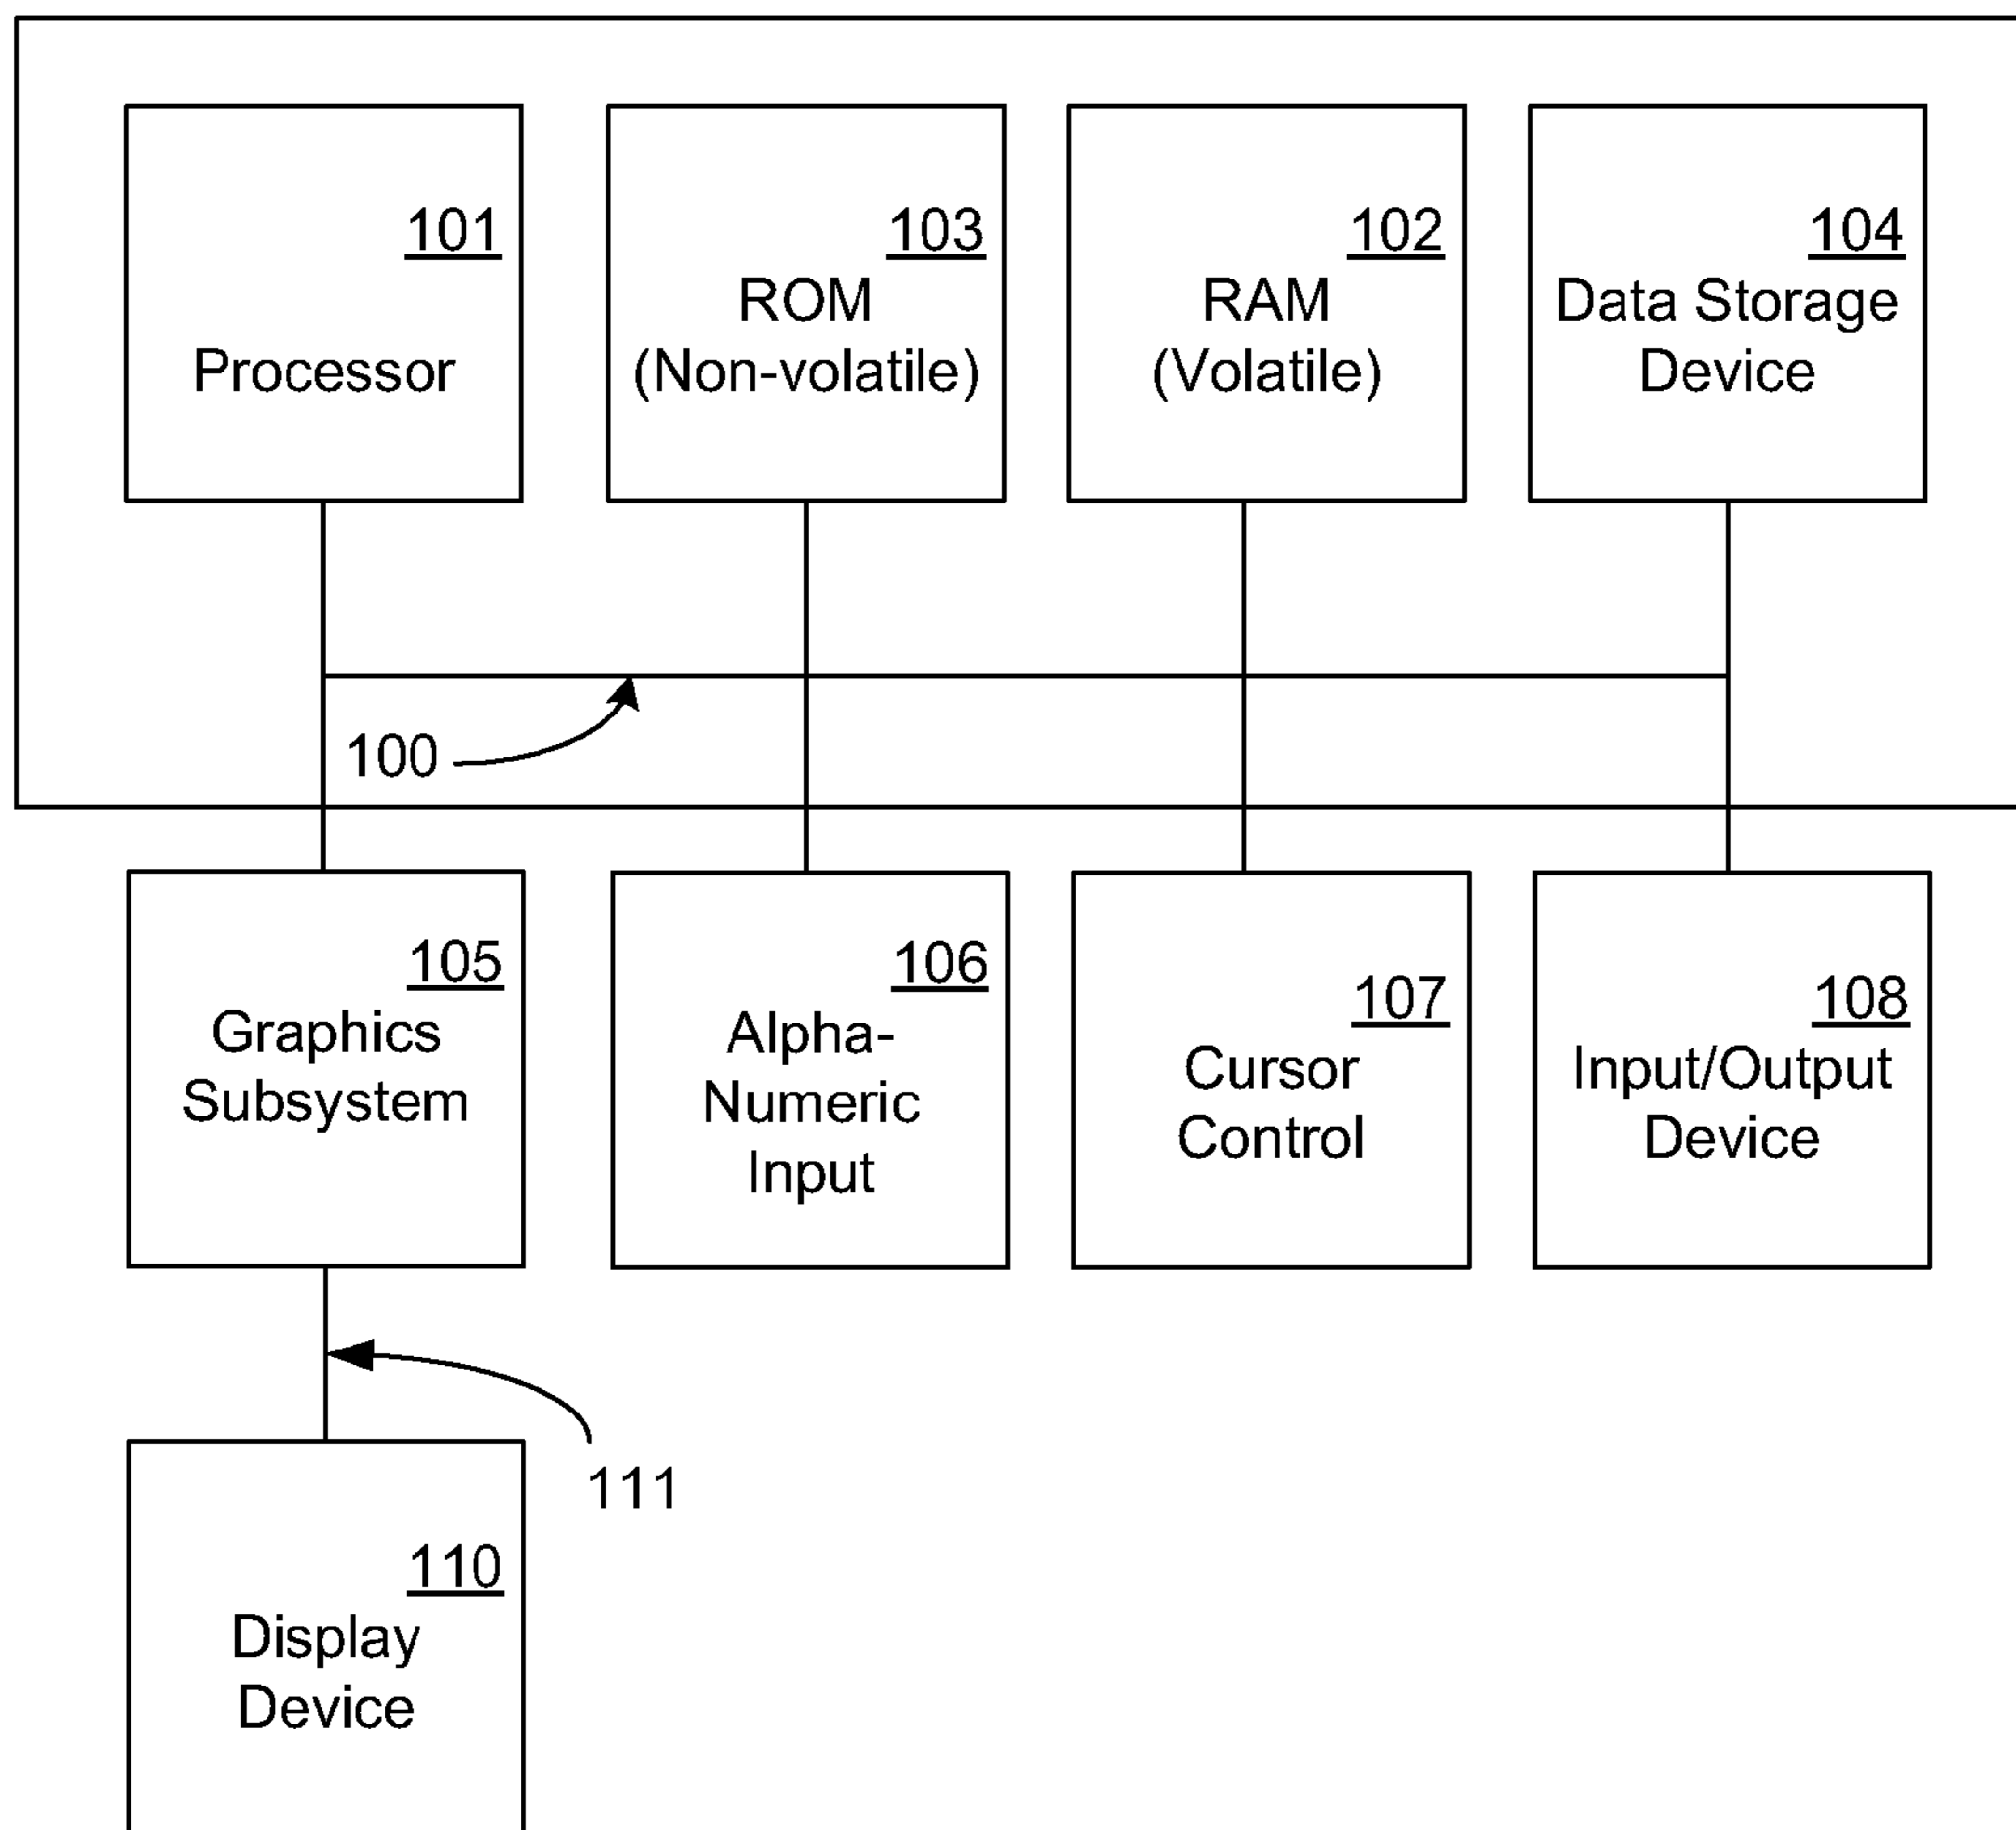 101
Processor
103
ROM
(Non-volatile)
102
RAM
(Volatile)
104
Data Storage
Device
100
105
Graphics
Subsystem
106
Alpha-
Numeric
Input
107
Cursor
Control
108
Input/Output
Device
111
110
Display
Device